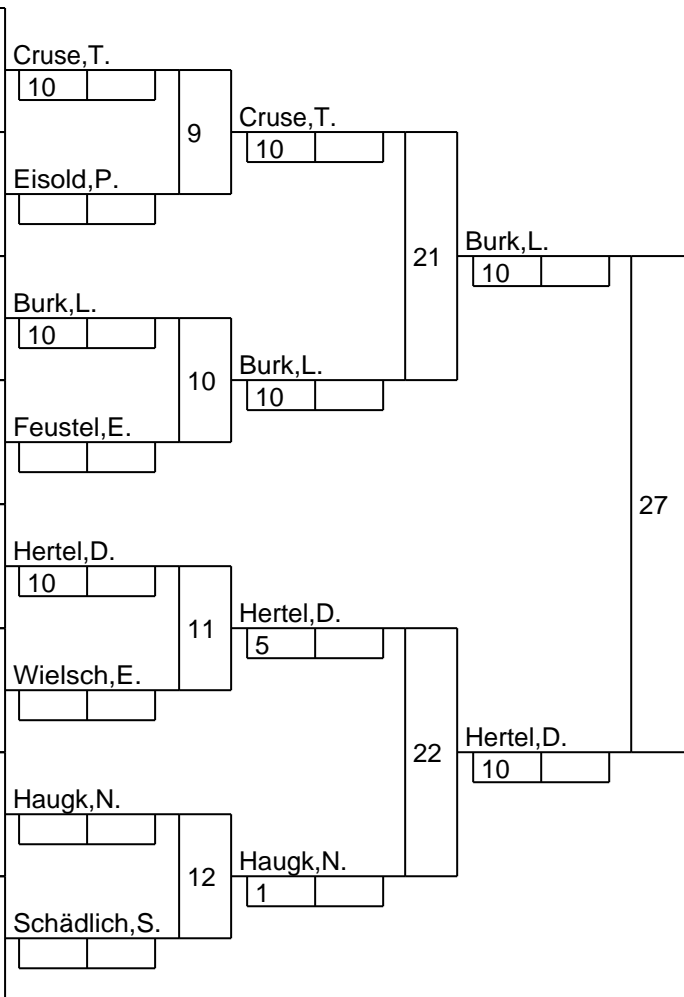 Cruse,T.
10
9
Cruse,T.
10
Eisold,P.
21
Burk,L.
10
Burk,L.
10
10
Burk,L.
10
Feustel,E.
27
Hertel,D.
10
11
Hertel,D.
5
Wielsch,E.
22
Hertel,D.
10
Haugk,N.
12
Haugk,N.
1
Schädlich,S.